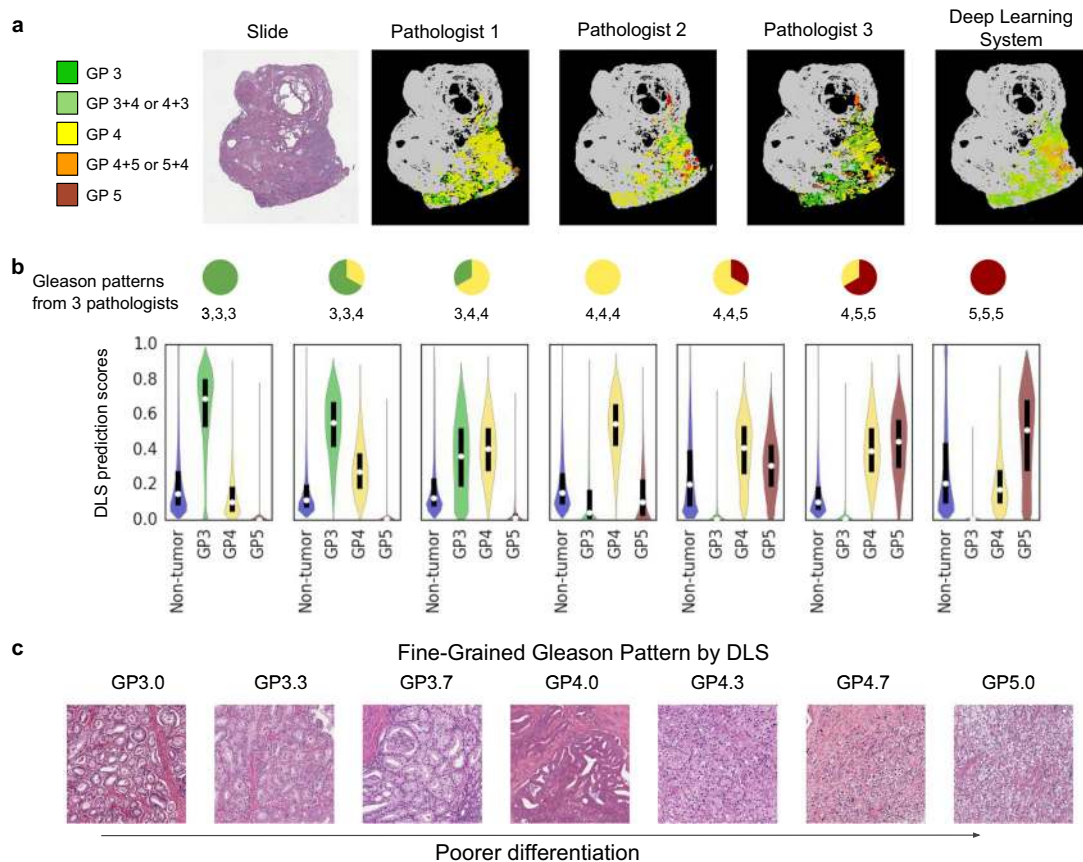 a
Slide
Pathologist 1
Pathologist 2
Pathologist 3
Deep Learning
System
GP 3
GP 3+4 or 4+3
GP 4
GP 4+5 or 5+4
GP 5
b
Gleason patterns
from 3 pathologists
3,3,3
3,3,4
3,4,4
4,4,4
4,4,5
4,5,5
5,5,5
DLS prediction scores
1.0
0.8
0.6
0.4
0.2
0.0
Non-tumor
GP3
GP4
GP5
Non-tumor
GP3
GP4
GP5
Non-tumor
GP3
GP4
GP5
Non-tumor
GP3
GP4
GP5
Non-tumor
GP3
GP4
GP5
Non-tumor
GP3
GP4
GP5
Non-tumor
GP3
GP4
GP5
c
Fine-Grained Gleason Pattern by DLS
GP3.0
GP3.3
GP3.7
GP4.0
GP4.3
GP4.7
GP5.0
Poorer differentiation